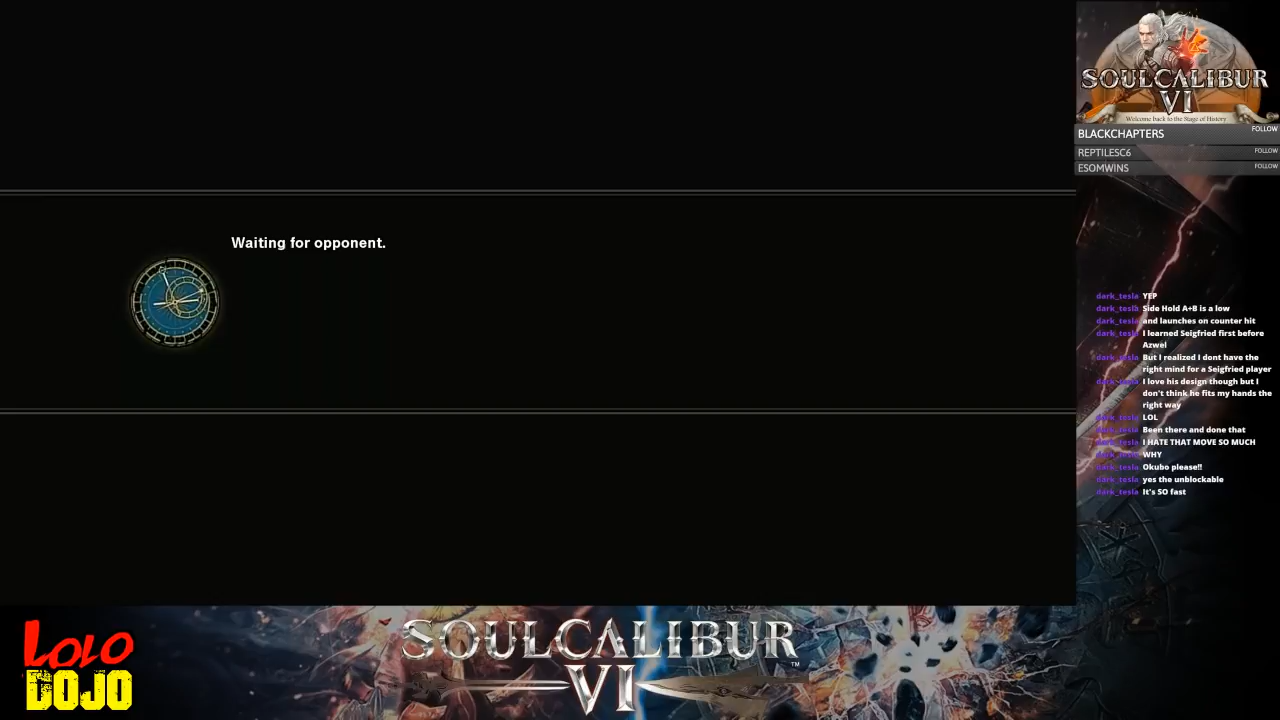 SOULCALIBUR
VI
Welcome back to the Stage of History
BLACKCHAPTERS FOLLOW
REPTILESC6 FOLLOW
ESOMWINS FOLLOW
Waiting for opponent.
dark_tesla YEP
dark_tesla Side Hold A+B is a low
dark_tesla and launches on counter hit
dark_tesla I learned Seigfried first before
Azwel
dark_tesla But I realized I dont have the
right mind for a Seigfried player
dark_tesla I love his design though but I
don't think he fits my hands the
right way
dark_tesla LOL
dark_tesla Been there and done that
dark_tesla I HATE THAT MOVE SO MUCH
dark_tesla WHY
dark_tesla Okubo please!!
dark_tesla yes the unblockable
dark_tesla It's SO fast
LOLO
DOJO
SOULCALIBUR
VI
TM